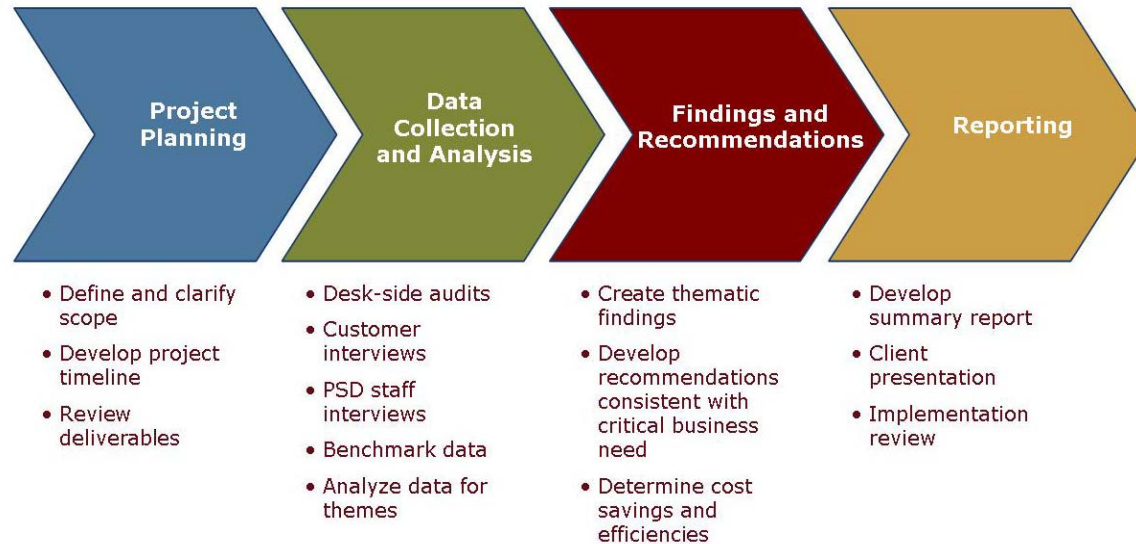 Project
Planning
Data
Collection
and Analysis
Findings and
Recommendations
Reporting
• Define and clarify
scope
• Develop project
timeline
• Review
deliverables
• Desk-side audits
• Customer
interviews
• PSD staff
interviews
• Benchmark data
• Analyze data for
themes
• Create thematic
findings
• Develop
recommendations
consistent with
critical business
need
• Determine cost
savings and
efficiencies
• Develop
summary report
• Client
presentation
• Implementation
review